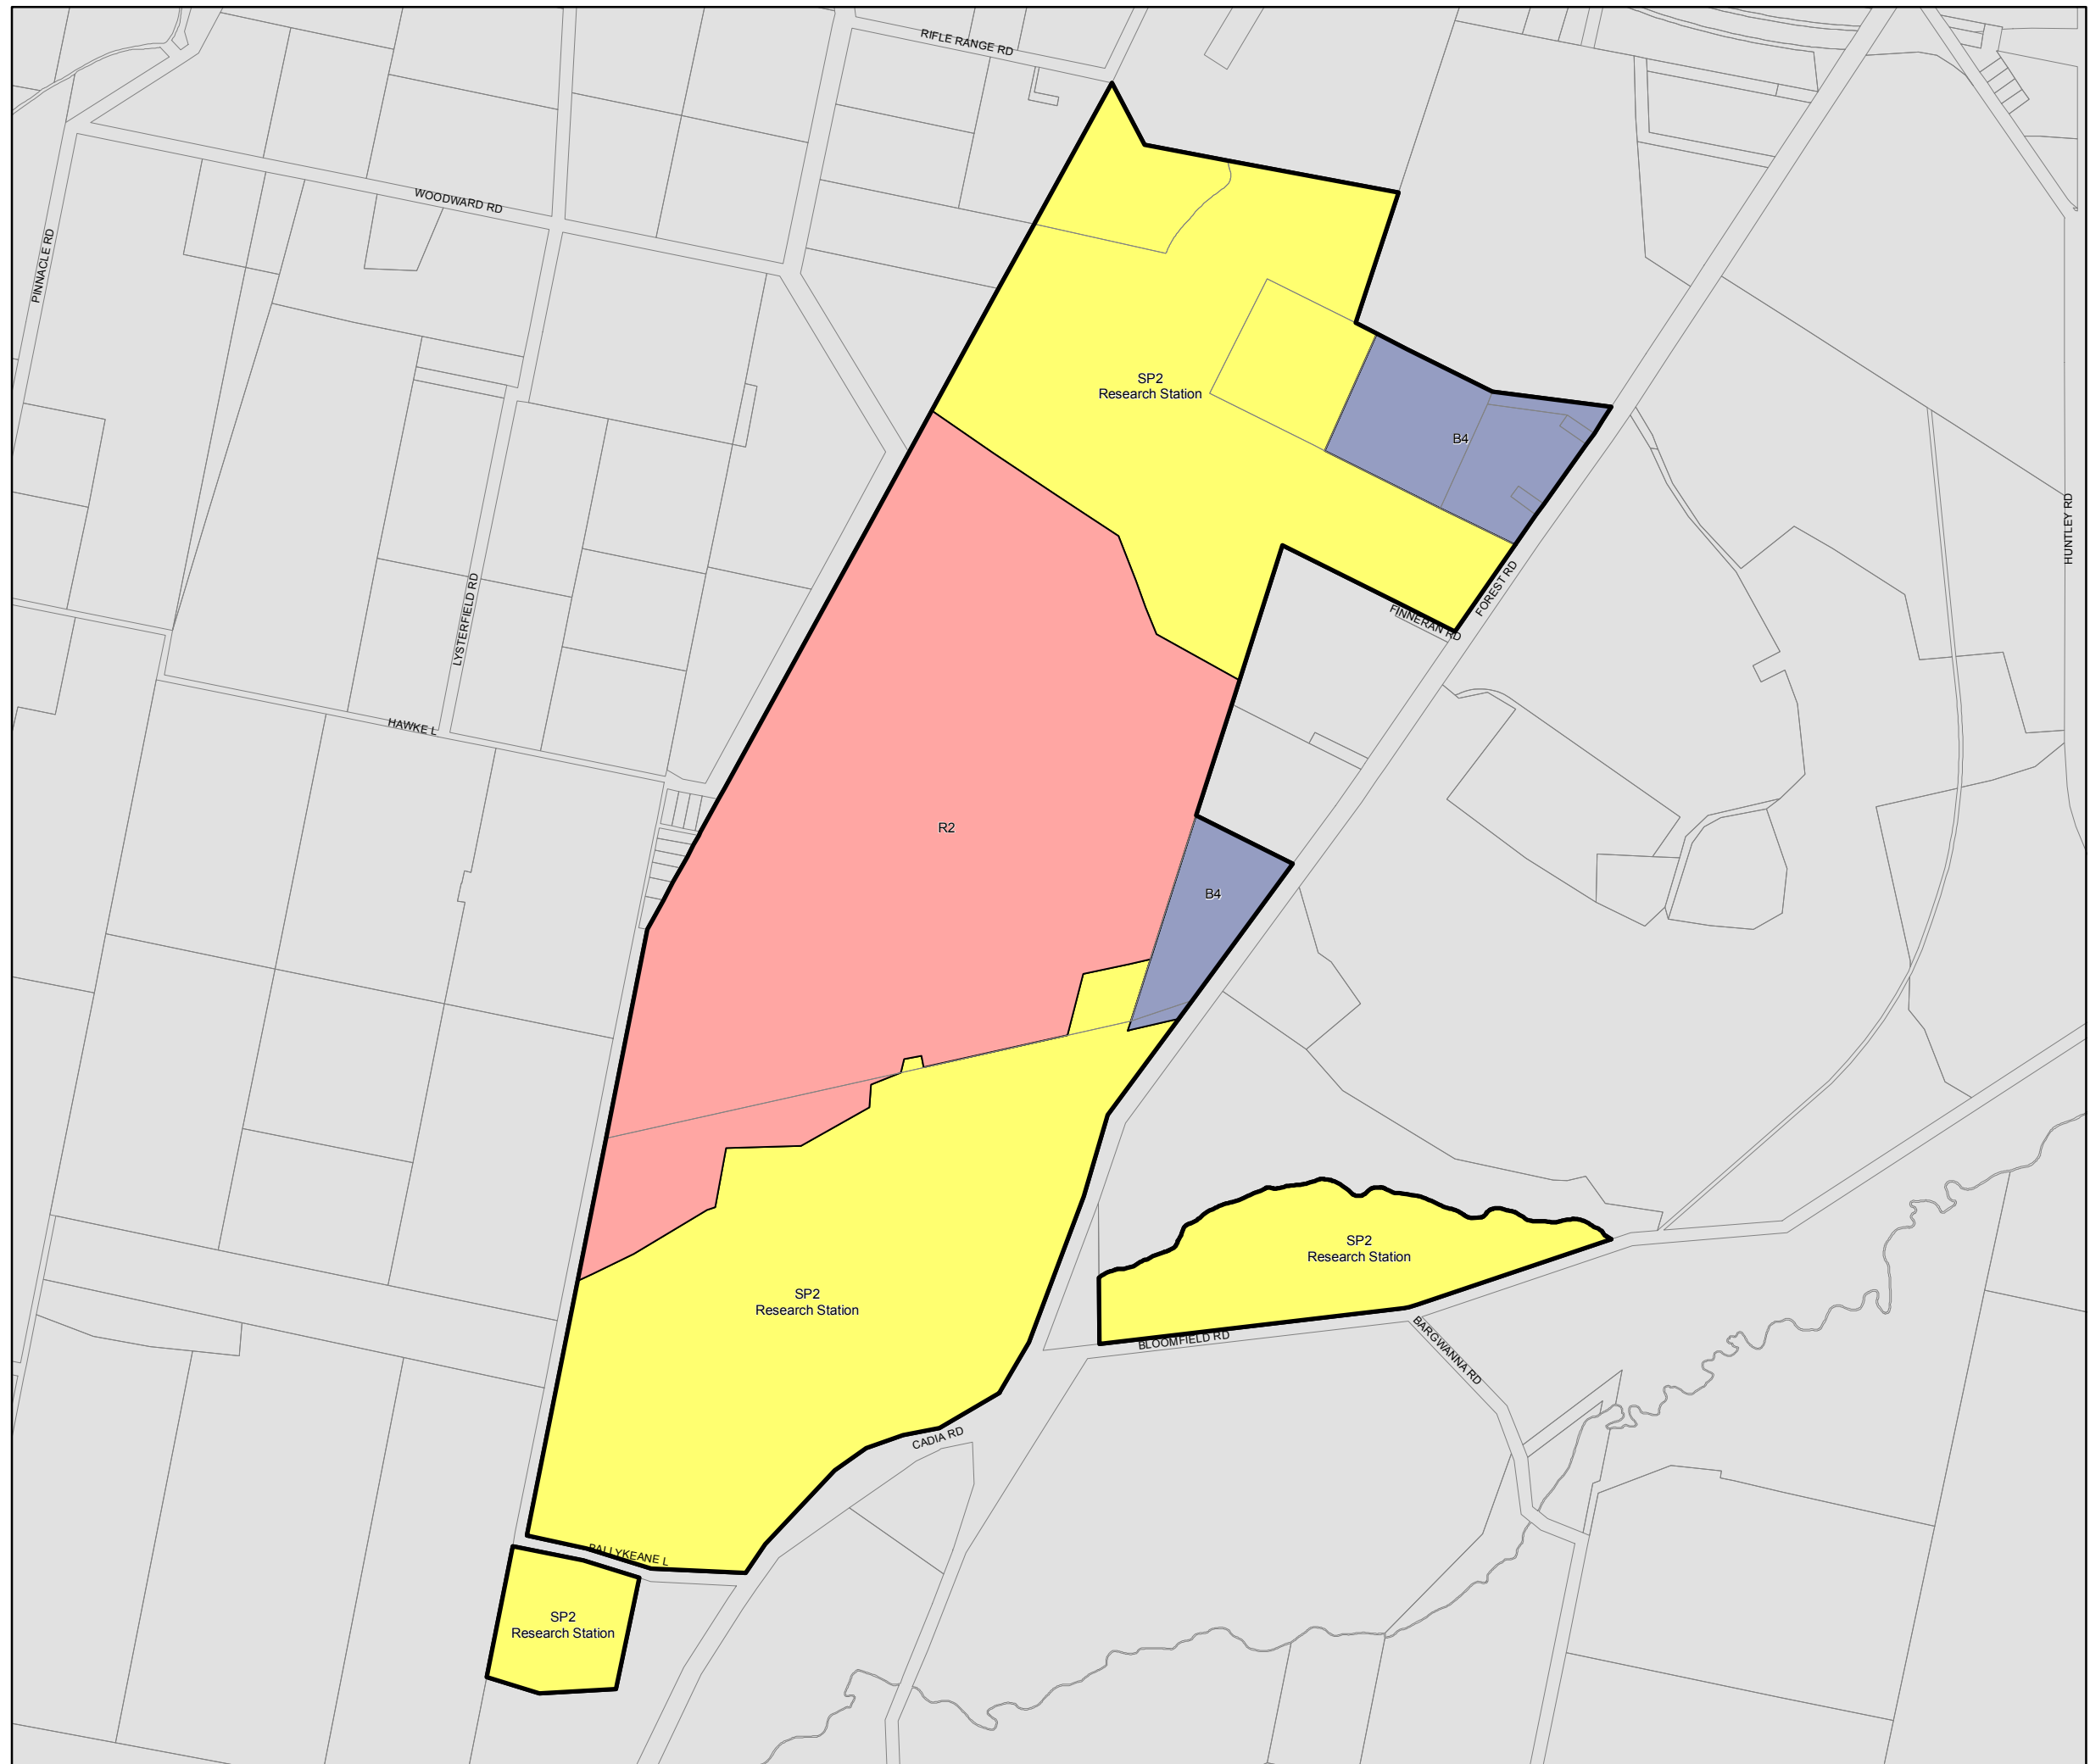 RIFLE RANGE RD
WOODWARD RD
PINNACLE RD
SP2
Research Station
B4
HUNTLEY RD
FOREST RD
FINNERAN RD
LYSTERFIELD RD
HAWKE L
R2
B4
SP2
Research Station
SP2
Research Station
BLOOMFIELD RD
BARGWANNA RD
CADIA RD
BALLYKEANE L
SP2
Research Station